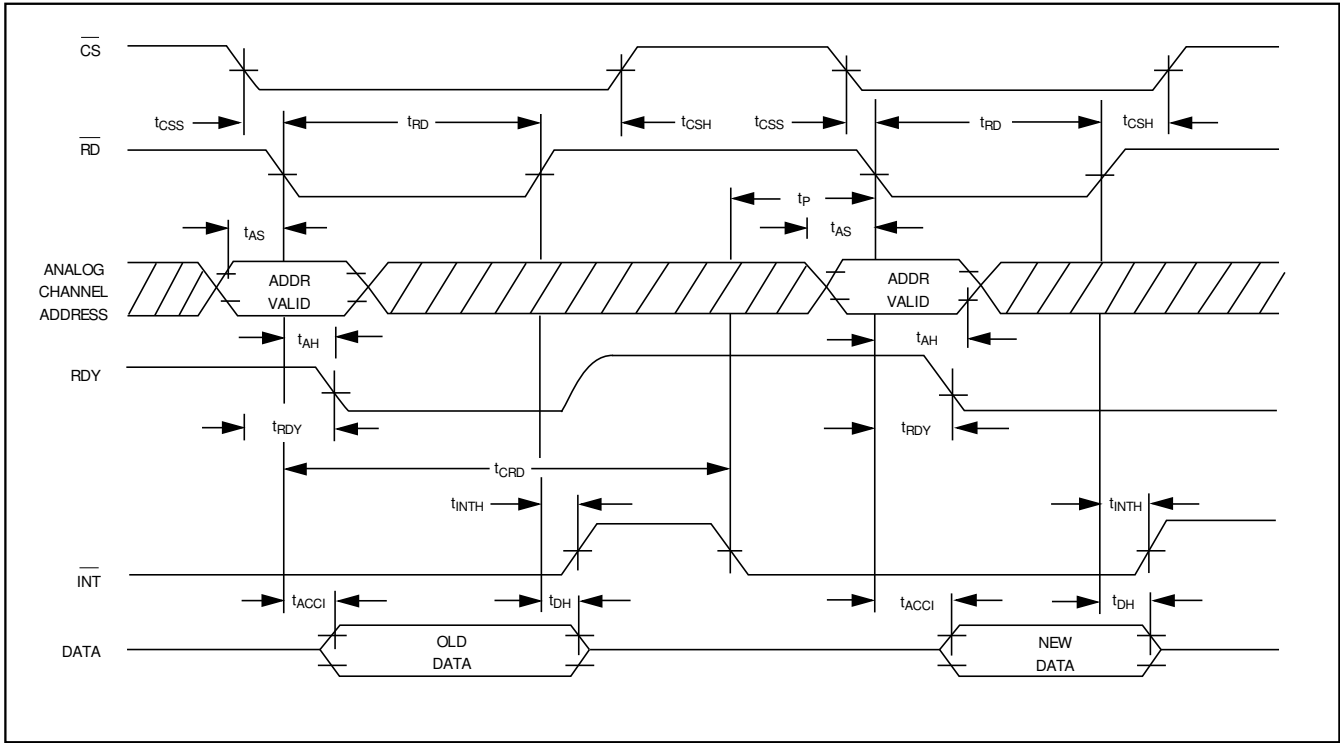 CS
tCSS tRD tCSH tCSS tRD tCSH
RD
tP
tAS tAS
ANALOG
CHANNEL
ADDRESS
ADDR
VALID
ADDR
VALID
tAH tAH
RDY
tRDY tRDY
tCRD
tINTH tINTH
INT
tACCI tDH tACCI tDH
DATA
OLD
DATA
NEW
DATA